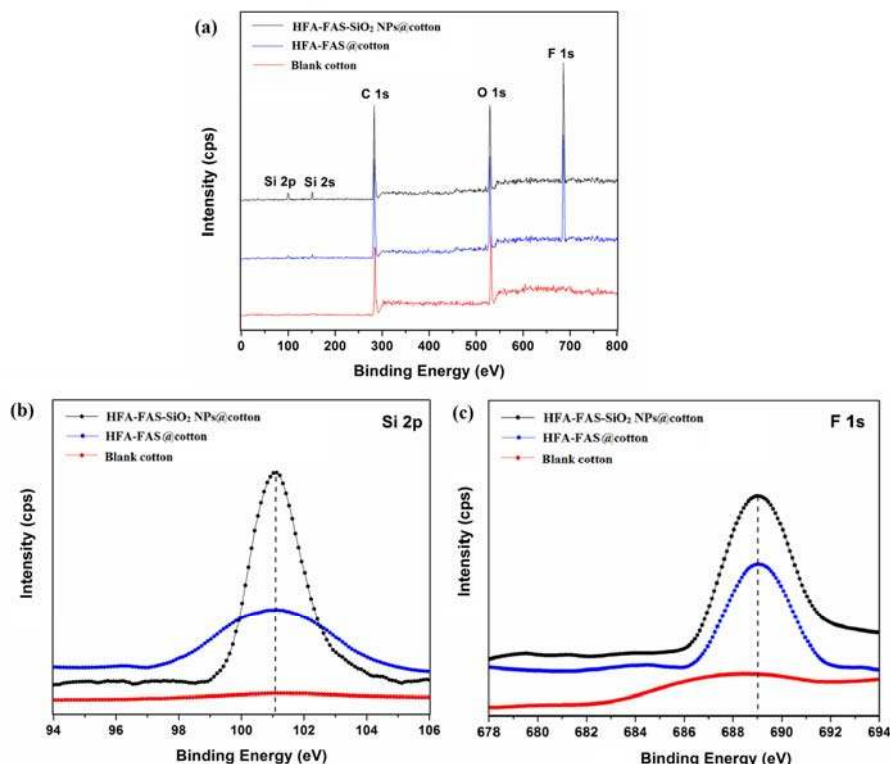 (a)
HFA-FAS-SiO₂ NPs@cotton
HFA-FAS@cotton
Blank cotton
F 1s
C 1s
O 1s
Si 2p
Si 2s
Intensity (cps)
0 100 200 300 400 500 600 700 800
Binding Energy (eV)
(b)
HFA-FAS-SiO₂ NPs@cotton
HFA-FAS@cotton
Blank cotton
Si 2p
Intensity (cps)
94 96 98 100 102 104 106
Binding Energy (eV)
(c)
HFA-FAS-SiO₂ NPs@cotton
HFA-FAS@cotton
Blank cotton
F 1s
Intensity (cps)
678 680 682 684 686 688 690 692 694
Binding Energy (eV)